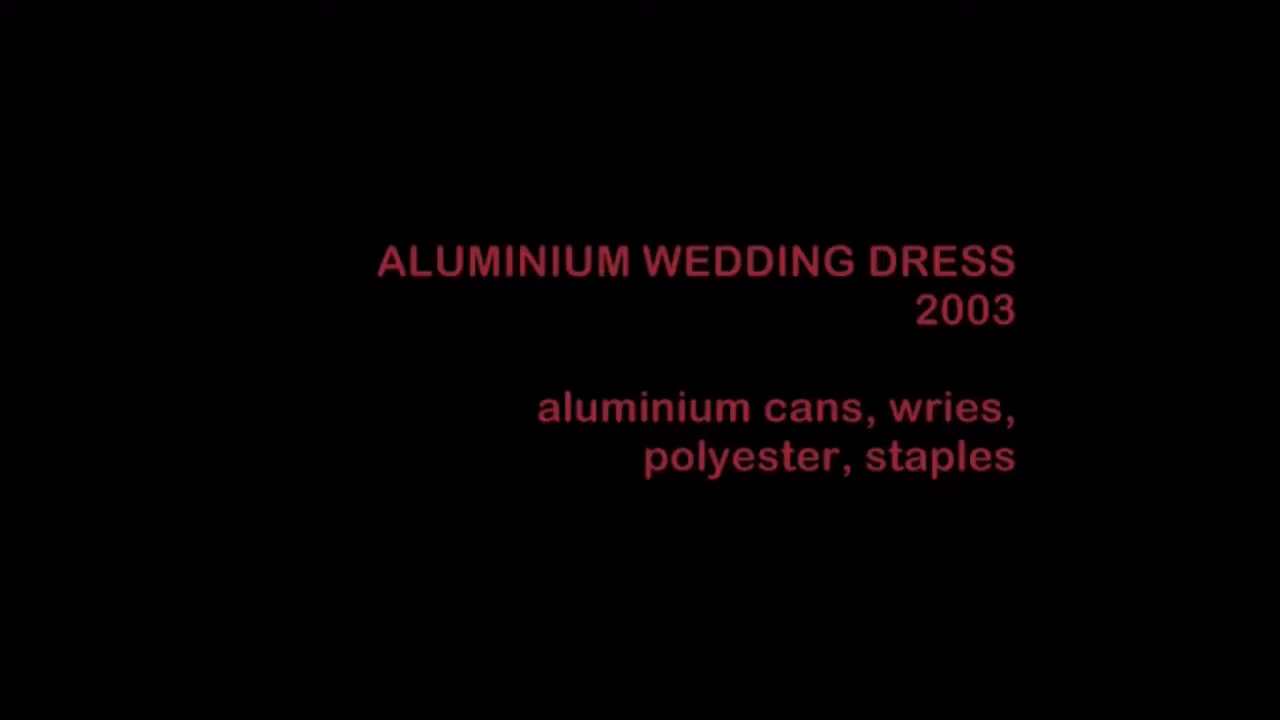 ALUMINIUM WEDDING DRESS
2003
aluminium cans, wries,
polyester, staples